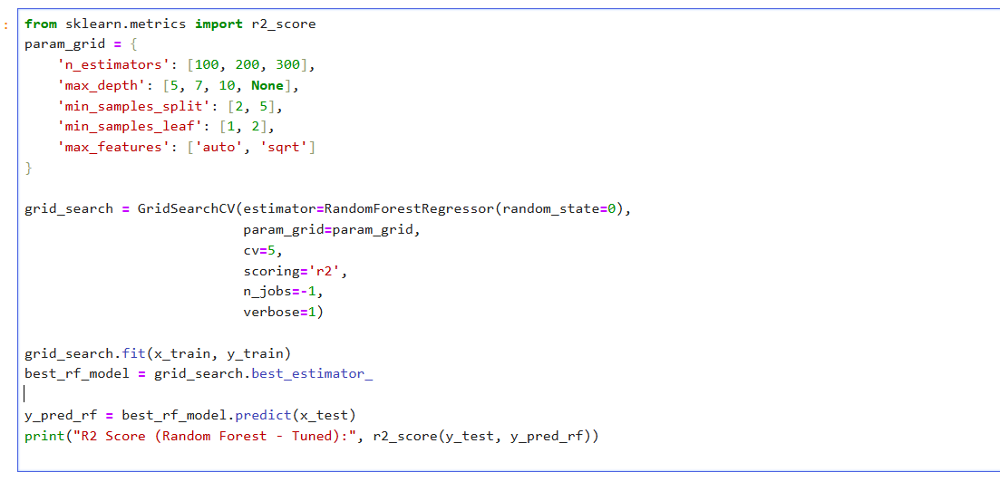 :
from sklearn.metrics import r2_score
param_grid = {
    'n_estimators': [100, 200, 300],
    'max_depth': [5, 7, 10, None],
    'min_samples_split': [2, 5],
    'min_samples_leaf': [1, 2],
    'max_features': ['auto', 'sqrt']
}
grid_search = GridSearchCV(estimator=RandomForestRegressor(random_state=0),
                           param_grid=param_grid,
                           cv=5,
                           scoring='r2',
                           n_jobs=-1,
                           verbose=1)
grid_search.fit(x_train, y_train)
best_rf_model = grid_search.best_estimator_
y_pred_rf = best_rf_model.predict(x_test)
print("R2 Score (Random Forest - Tuned):", r2_score(y_test, y_pred_rf))